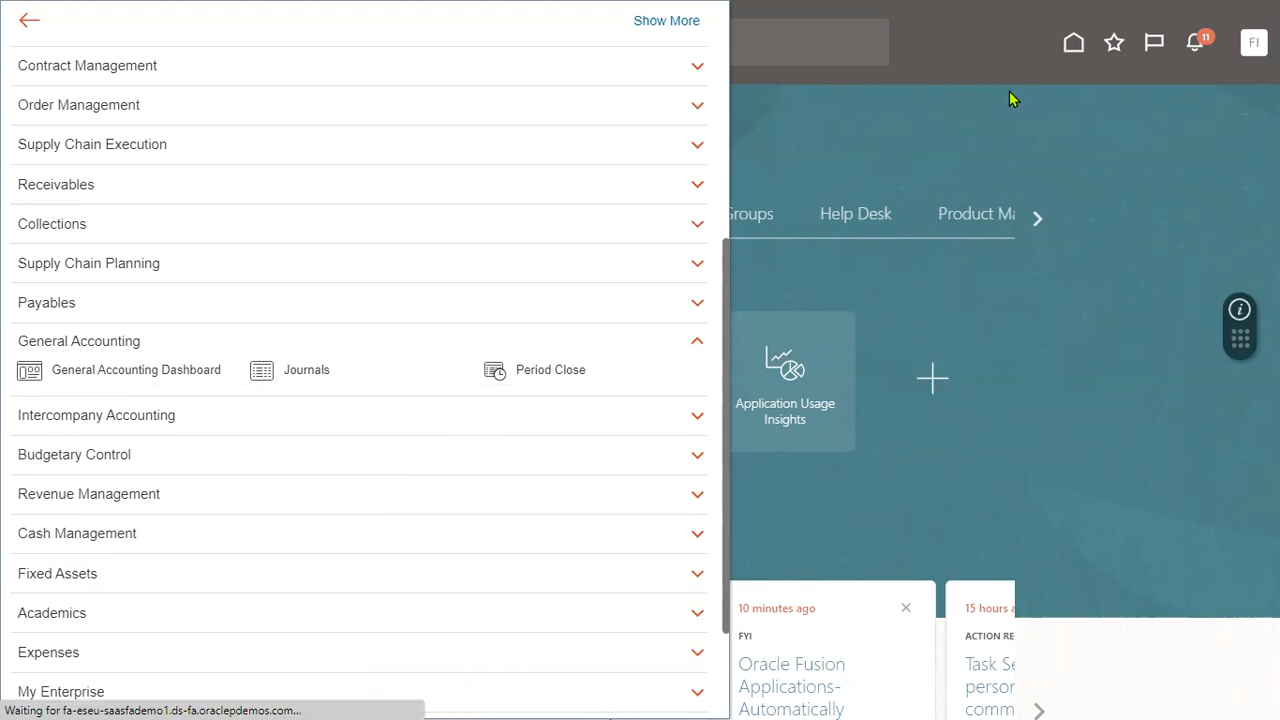 Show More
Contract Management
Order Management
Supply Chain Execution
Receivables
Collections
Supply Chain Planning
Payables
General Accounting
General Accounting Dashboard
Journals
Period Close
Intercompany Accounting
Budgetary Control
Revenue Management
Cash Management
Fixed Assets
Academics
Expenses
My Enterprise
Waiting for fa-eseu-saasfademo1.ds-fa.oraclepdemos.com...
11
FI
Groups
Help Desk
Product Ma
Application Usage
Insights
10 minutes ago
FYI
Oracle Fusion
Applications-
Automatically
15 hours a
ACTION RE
Task Se
person
comm